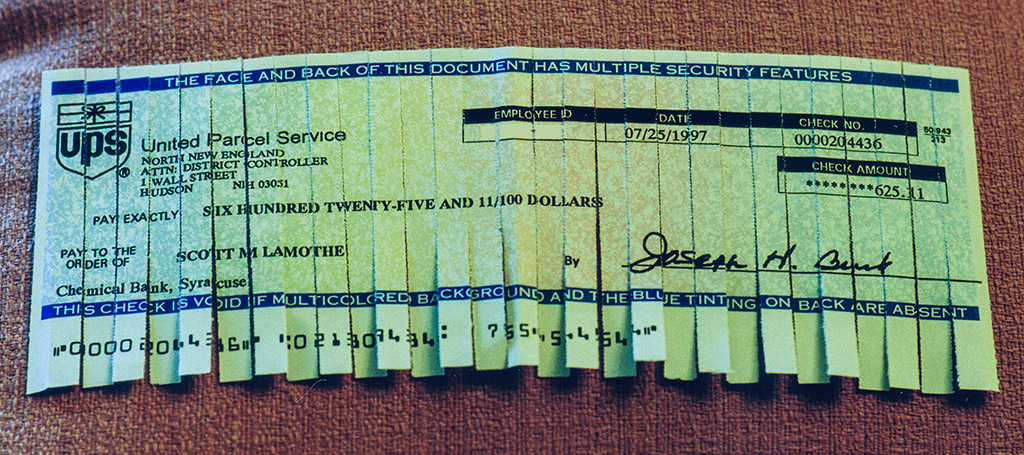 THE FACE AND BACK OF THIS DOCUMENT HAS MULTIPLE SECURITY FEATURES
ups ®
United Parcel Service
NORTH NEW ENGLAND
ATTN: DISTRICT CONTROLLER
1 WALL STREET
HUDSON NH 03051
EMPLOYEE ID DATE CHECK NO.
07/25/1997 0000204436
50-943
213
CHECK AMOUNT
********625.11
PAY EXACTLY SIX HUNDRED TWENTY-FIVE AND 11/100 DOLLARS
PAY TO THE
ORDER OF SCOTT M LAMOTHE
By Joseph H.
Chemical Bank, Syracuse
THIS CHECK IS VOID IF MULTICOLORED BACKGROUND AND THE BLUE TINTING ON BACK ARE ABSENT